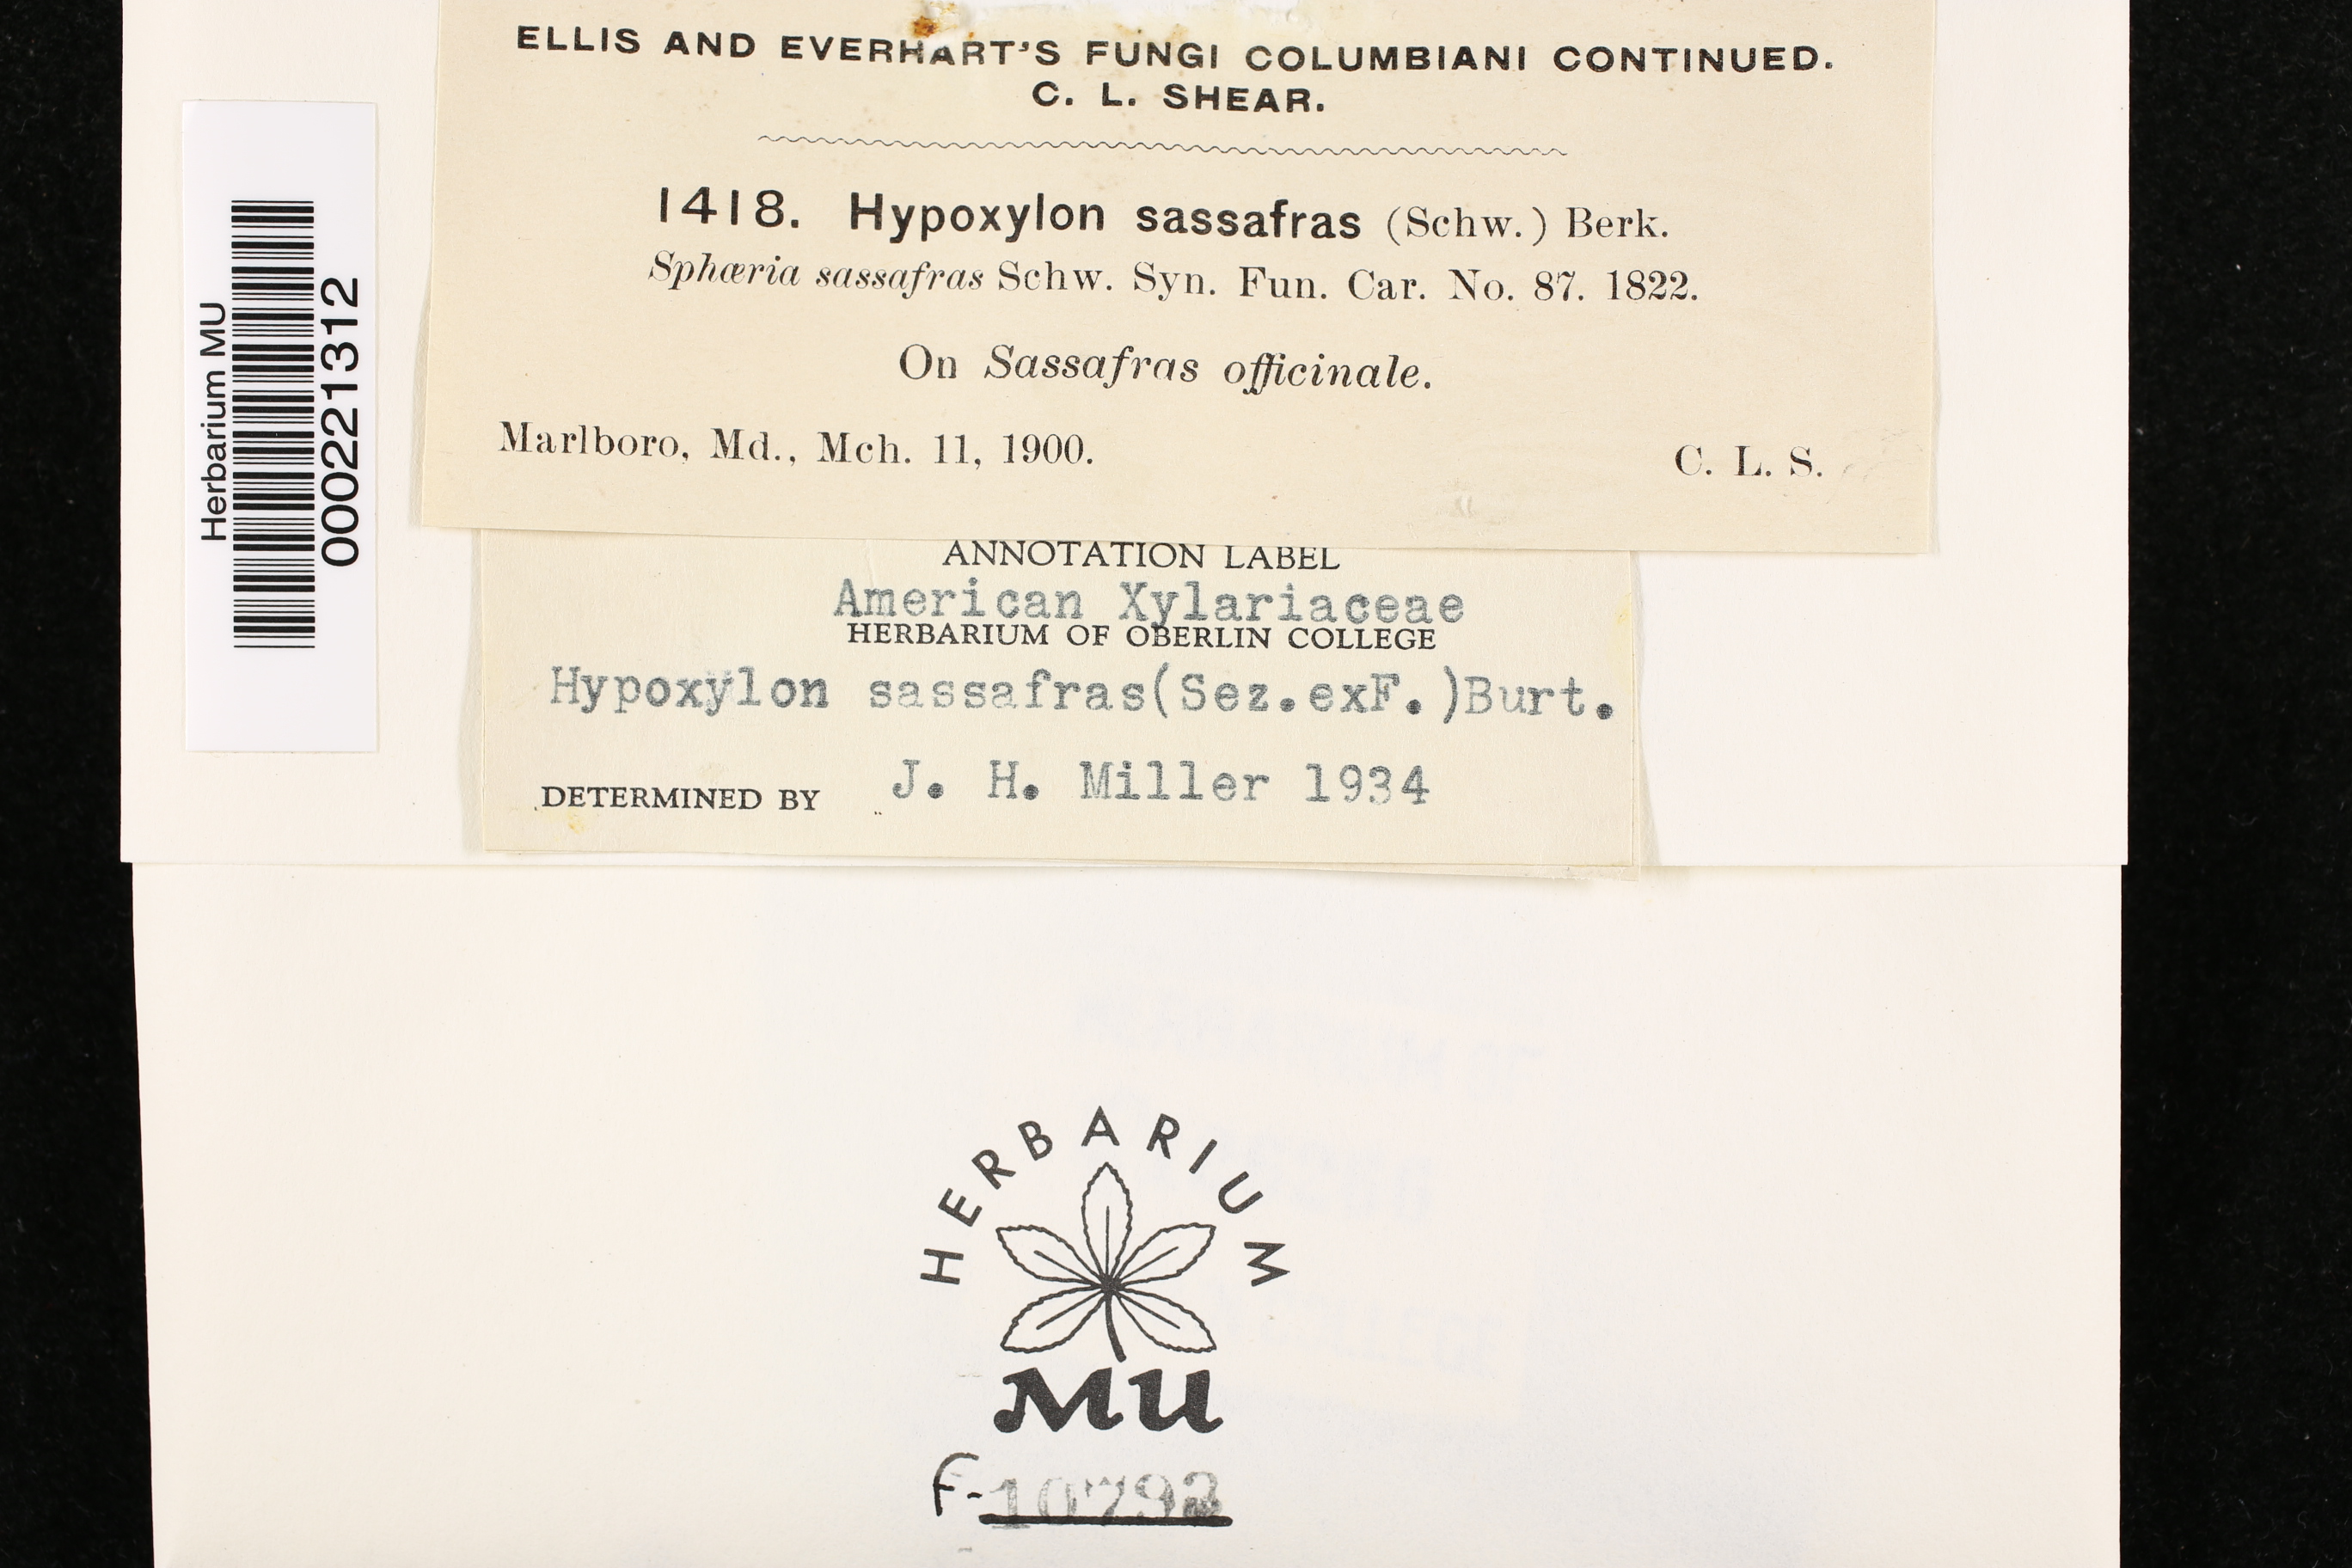 ELLIS AND EVERHART'S FUNGI COLUMBIANI CONTINUED.
C. L. SHEAR.
1418. Hypoxylon sassafras (Schw.) Berk.
Sphæria sassafras Schw. Syn. Fun. Car. No. 87. 1822.
On Sassafras officinale.
Marlboro, Md., Mch. 11, 1900. C. L. S.
Herbarium MU
000221312
ANNOTATION LABEL
American Xylariaceae
HERBARIUM OF OBERLIN COLLEGE
Hypoxylon sassafras(Sez.exF.)Burt.
DETERMINED BY J. H. Miller 1934
HERBARIUM
MU
F-10792